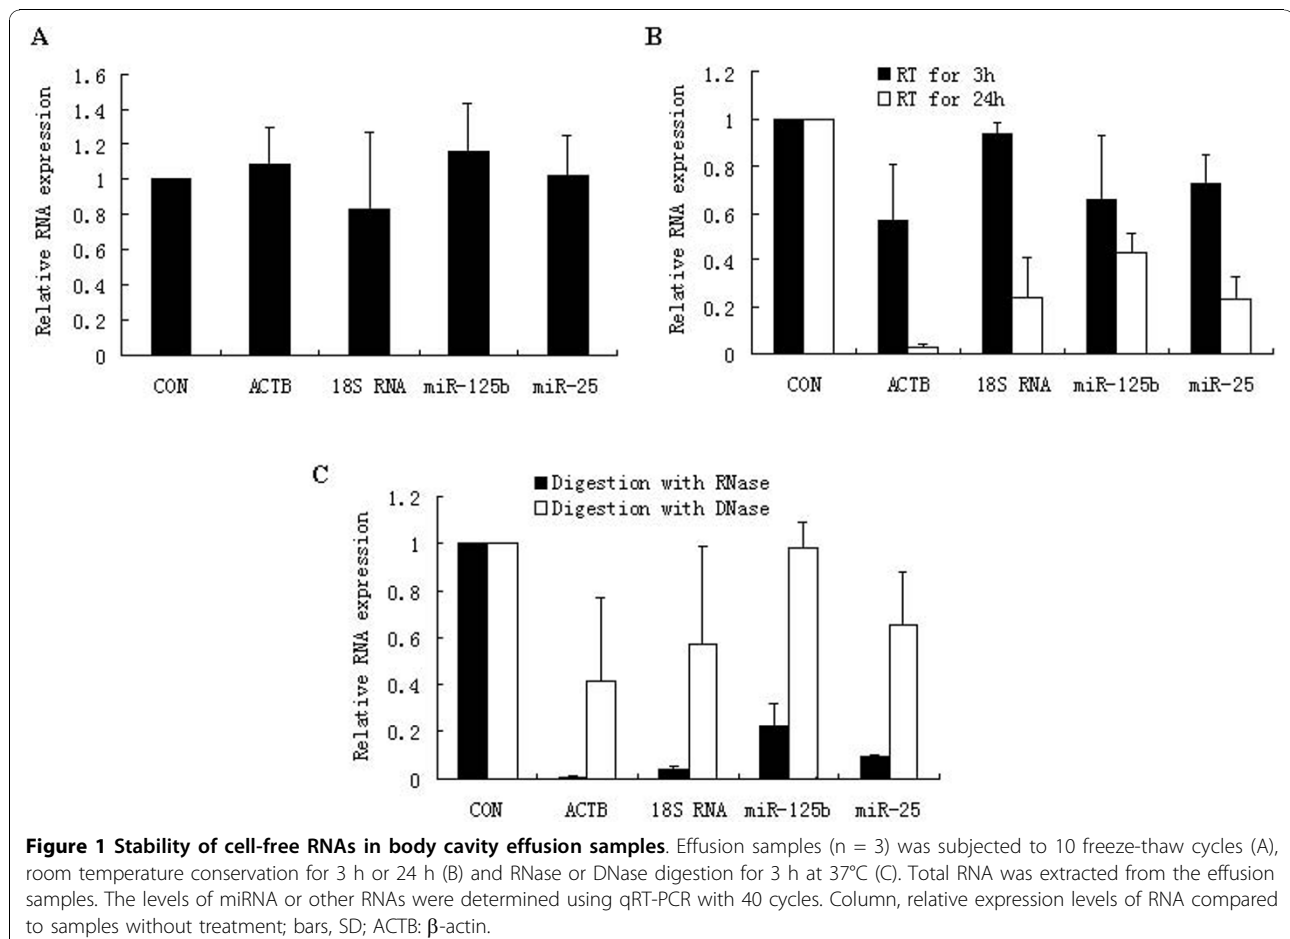 A
Relative RNA expression
1.6
1.4
1.2
1
0.8
0.6
0.4
0.2
0
CON ACTB 18S RNA miR-125b miR-25
B
RT for 3h
RT for 24h
Relative RNA expression
1.2
1
0.8
0.6
0.4
0.2
0
CON ACTB 18S RNA miR-125b miR-25
C
Digestion with RNase
Digestion with DNase
Relative RNA expression
1.2
1
0.8
0.6
0.4
0.2
0
CON ACTB 18S RNA miR-125b miR-25
Figure 1 Stability of cell-free RNAs in body cavity effusion samples. Effusion samples (n = 3) was subjected to 10 freeze-thaw cycles (A),
room temperature conservation for 3 h or 24 h (B) and RNase or DNase digestion for 3 h at 37°C (C). Total RNA was extracted from the effusion
samples. The levels of miRNA or other RNAs were determined using qRT-PCR with 40 cycles. Column, relative expression levels of RNA compared
to samples without treatment; bars, SD; ACTB: β-actin.